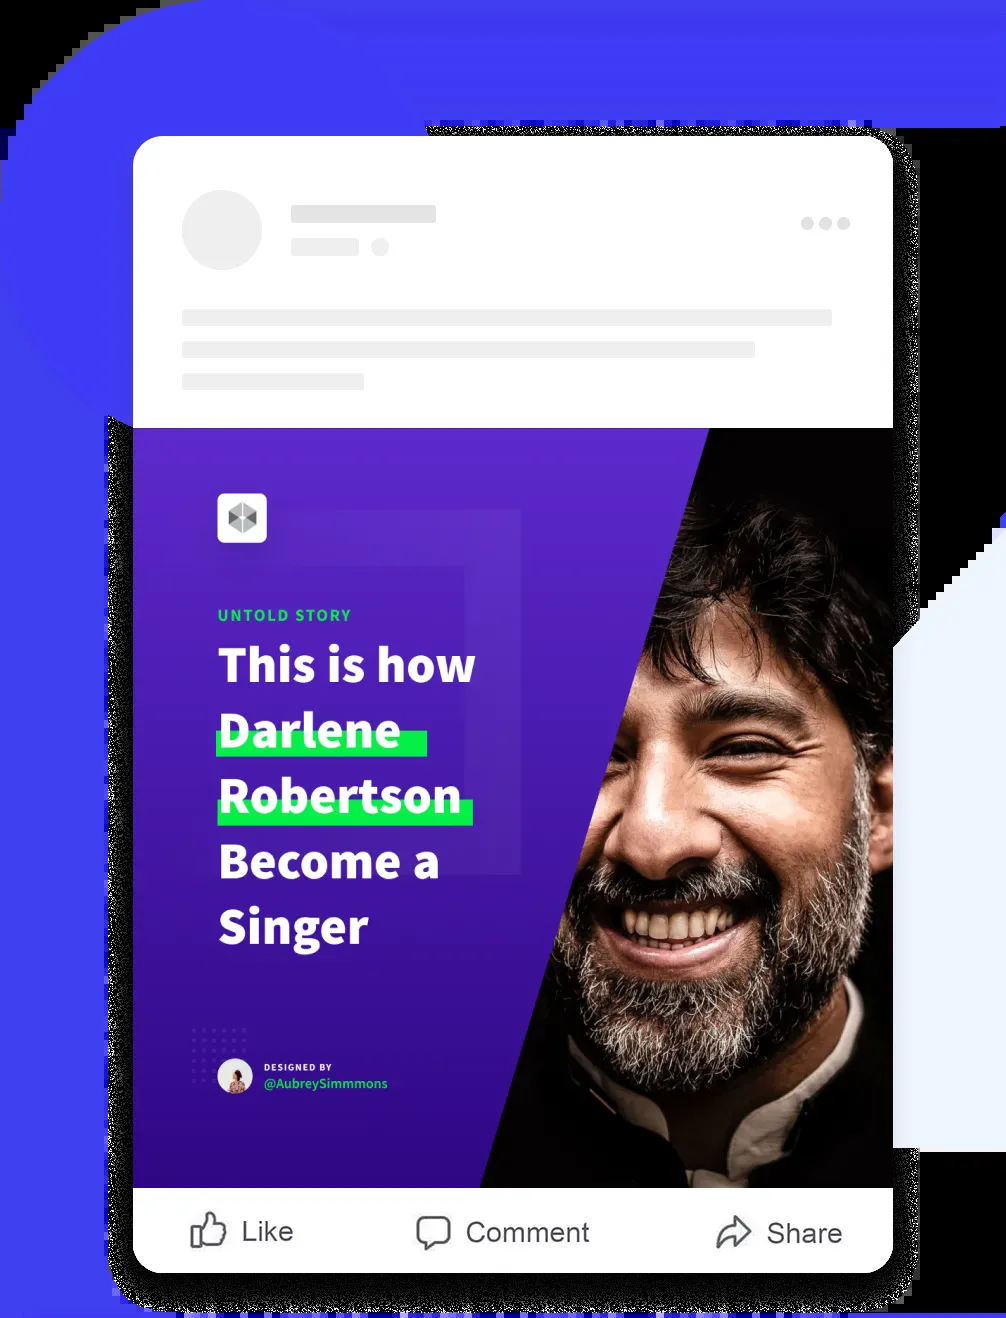 UNTOLD STORY
This is how
Darlene
Robertson
Become a
Singer
DESIGNED BY
@AubreySimmmons
Like
Comment
Share